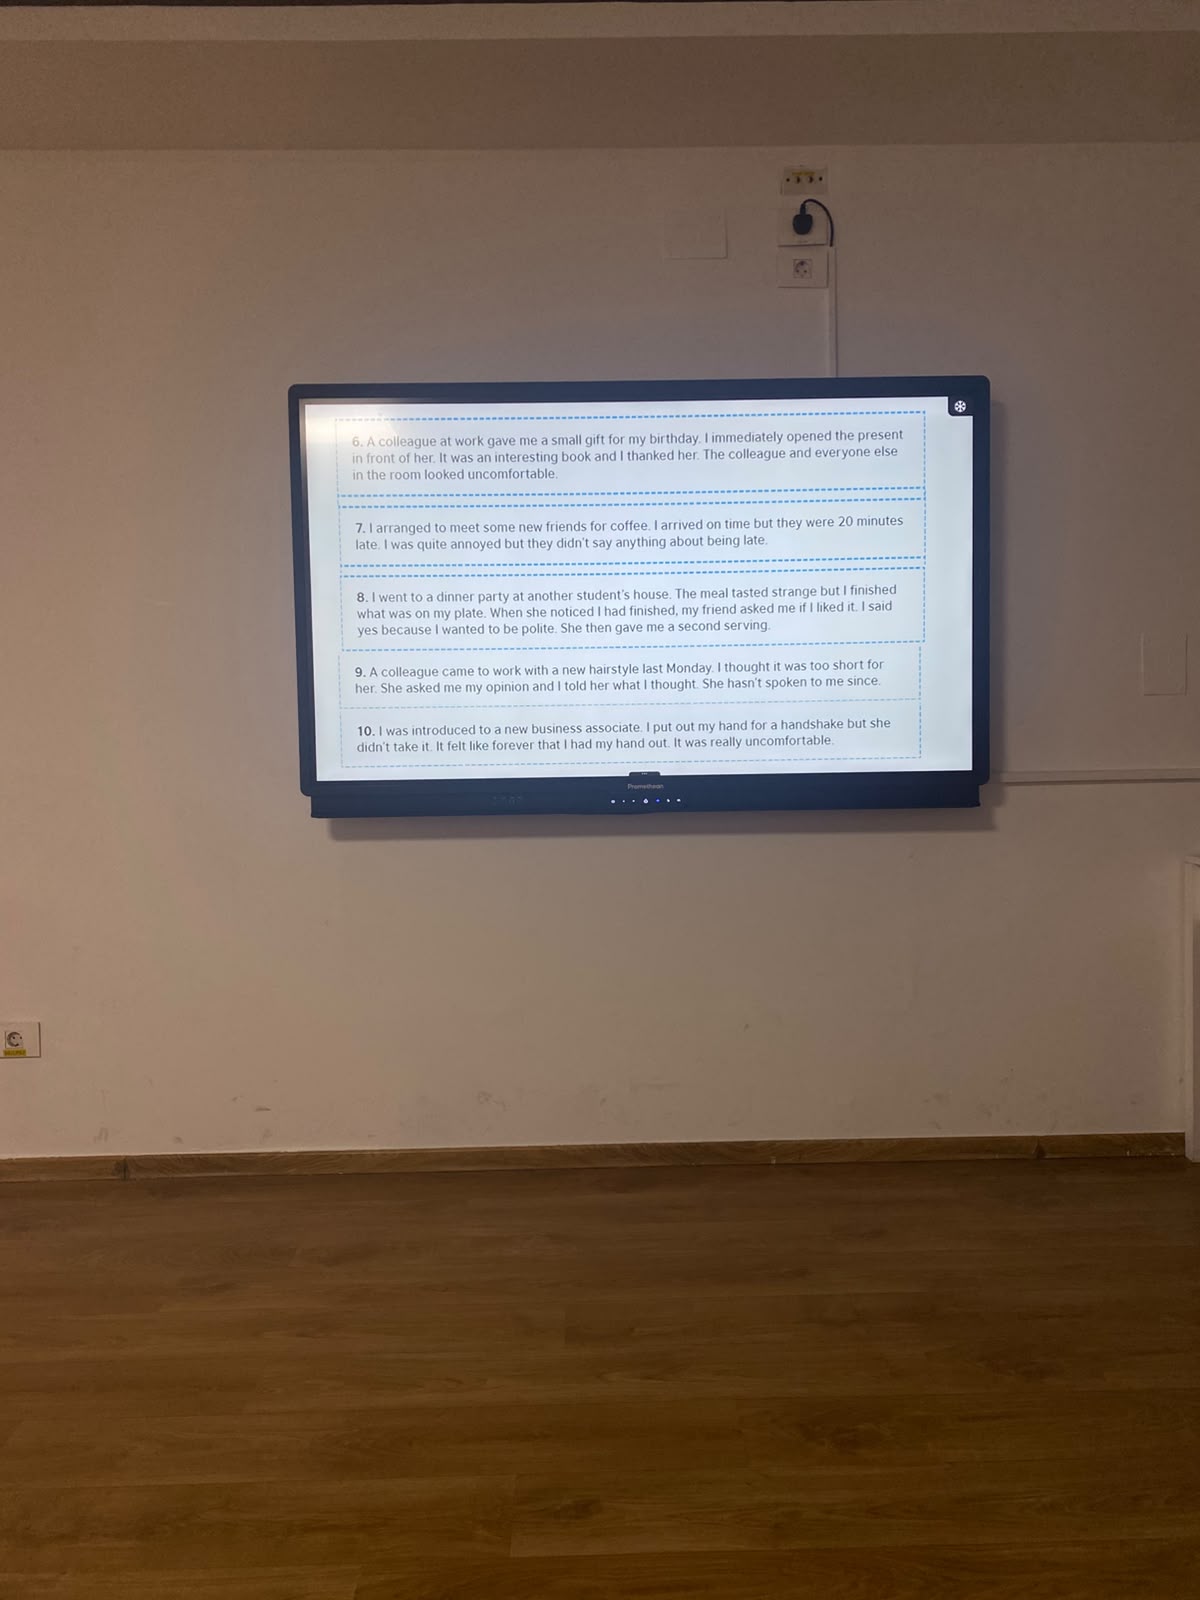 6. A colleague at work gave me a small gift for my birthday. I immediately opened the present
in front of her. It was an interesting book and I thanked her. The colleague and everyone else
in the room looked uncomfortable.
7. I arranged to meet some new friends for coffee. I arrived on time but they were 20 minutes
late. I was quite annoyed but they didn't say anything about being late.
8. I went to a dinner party at another student's house. The meal tasted strange but I finished
what was on my plate. When she noticed I had finished, my friend asked me if I liked it. I said
yes because I wanted to be polite. She then gave me a second serving.
9. A colleague came to work with a new hairstyle last Monday. I thought it was too short for
her. She asked me my opinion and I told her what I thought. She hasn't spoken to me since.
10. I was introduced to a new business associate. I put out my hand for a handshake but she
didn't take it. It felt like forever that I had my hand out. It was really uncomfortable.
Promethean